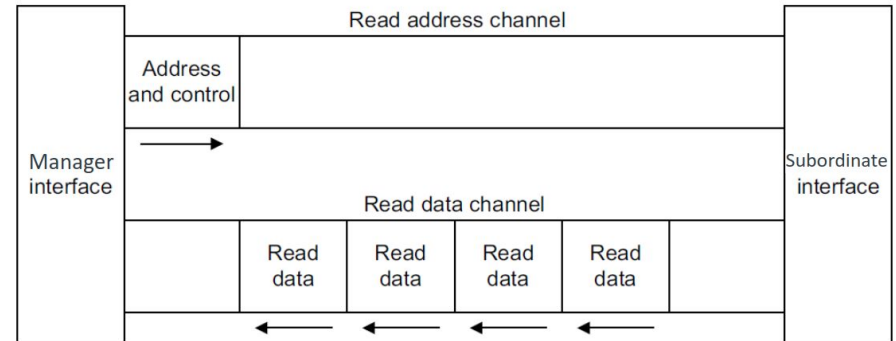 Read address channel
Address
and control
Manager
interface
Subordinate
interface
Read data channel
Read
data
Read
data
Read
data
Read
data